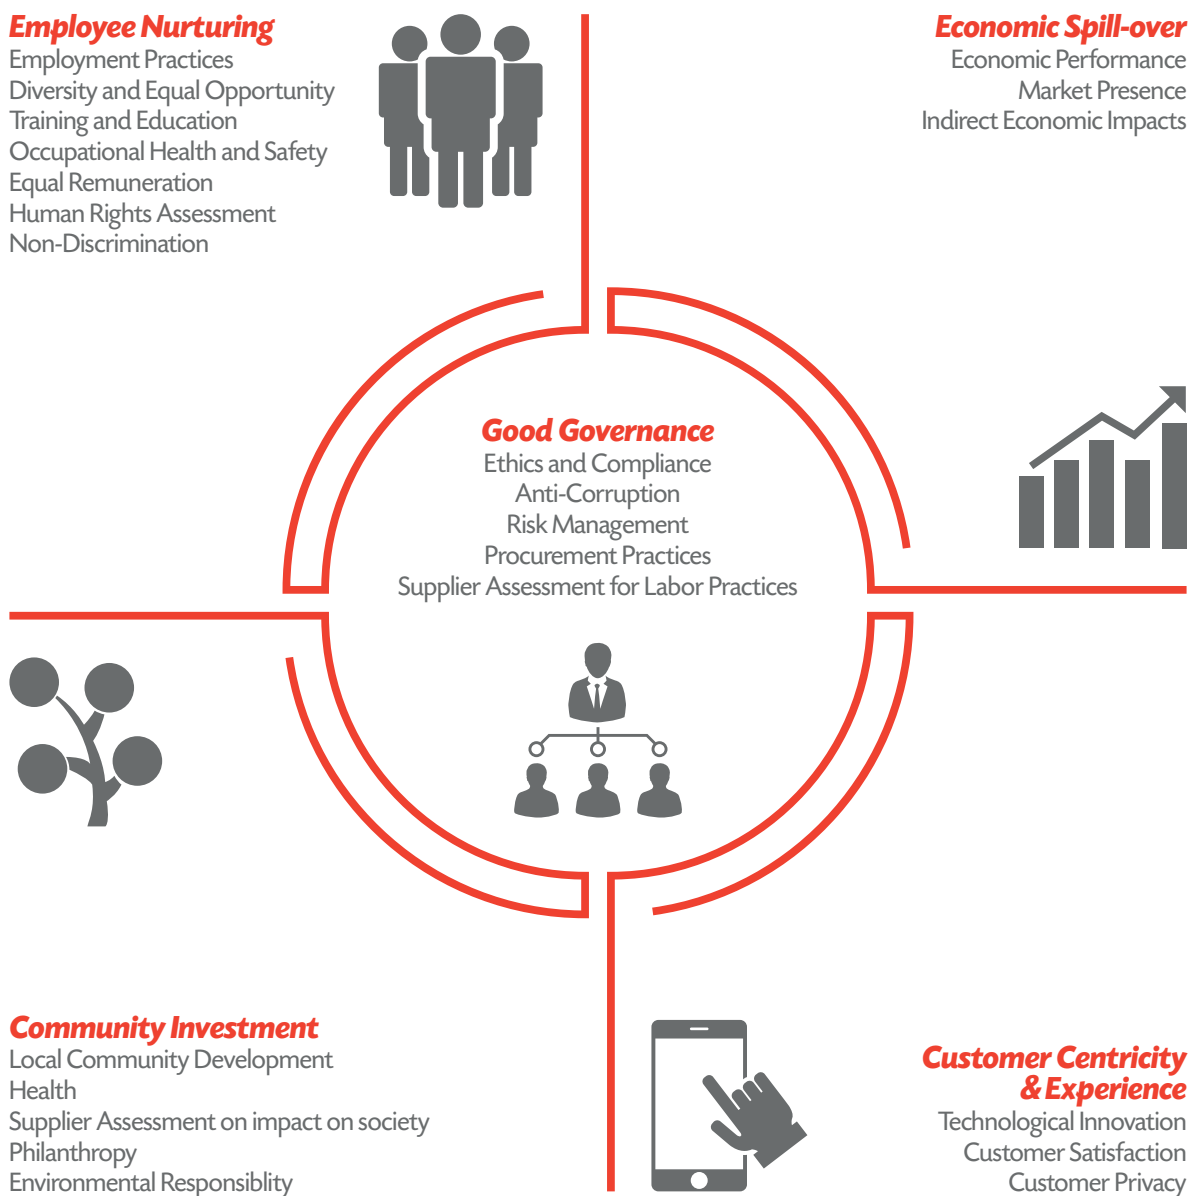 Employee Nurturing
Employment Practices
Diversity and Equal Opportunity
Training and Education
Occupational Health and Safety
Equal Remuneration
Human Rights Assessment
Non-Discrimination
Economic Spill-over
Economic Performance
Market Presence
Indirect Economic Impacts
Good Governance
Ethics and Compliance
Anti-Corruption
Risk Management
Procurement Practices
Supplier Assessment for Labor Practices
Community Investment
Local Community Development
Health
Supplier Assessment on impact on society
Philanthropy
Environmental Responsiblity
Customer Centricity
& Experience
Technological Innovation
Customer Satisfaction
Customer Privacy